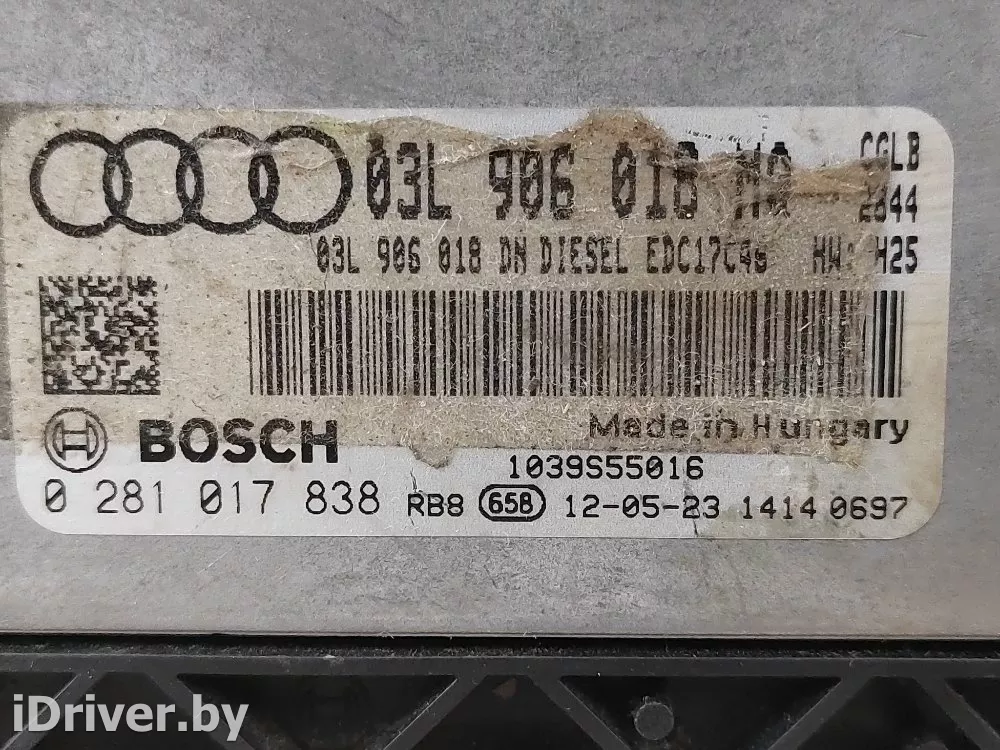 03L 906 018 MQ CGLB
2844
03L 906 018 DN DIESEL EDC17C46 H25
BOSCH Made in Hungary
1039S55016
0 281 017 838 RB8 658 12-05-23 1414 0697
iDriver.by